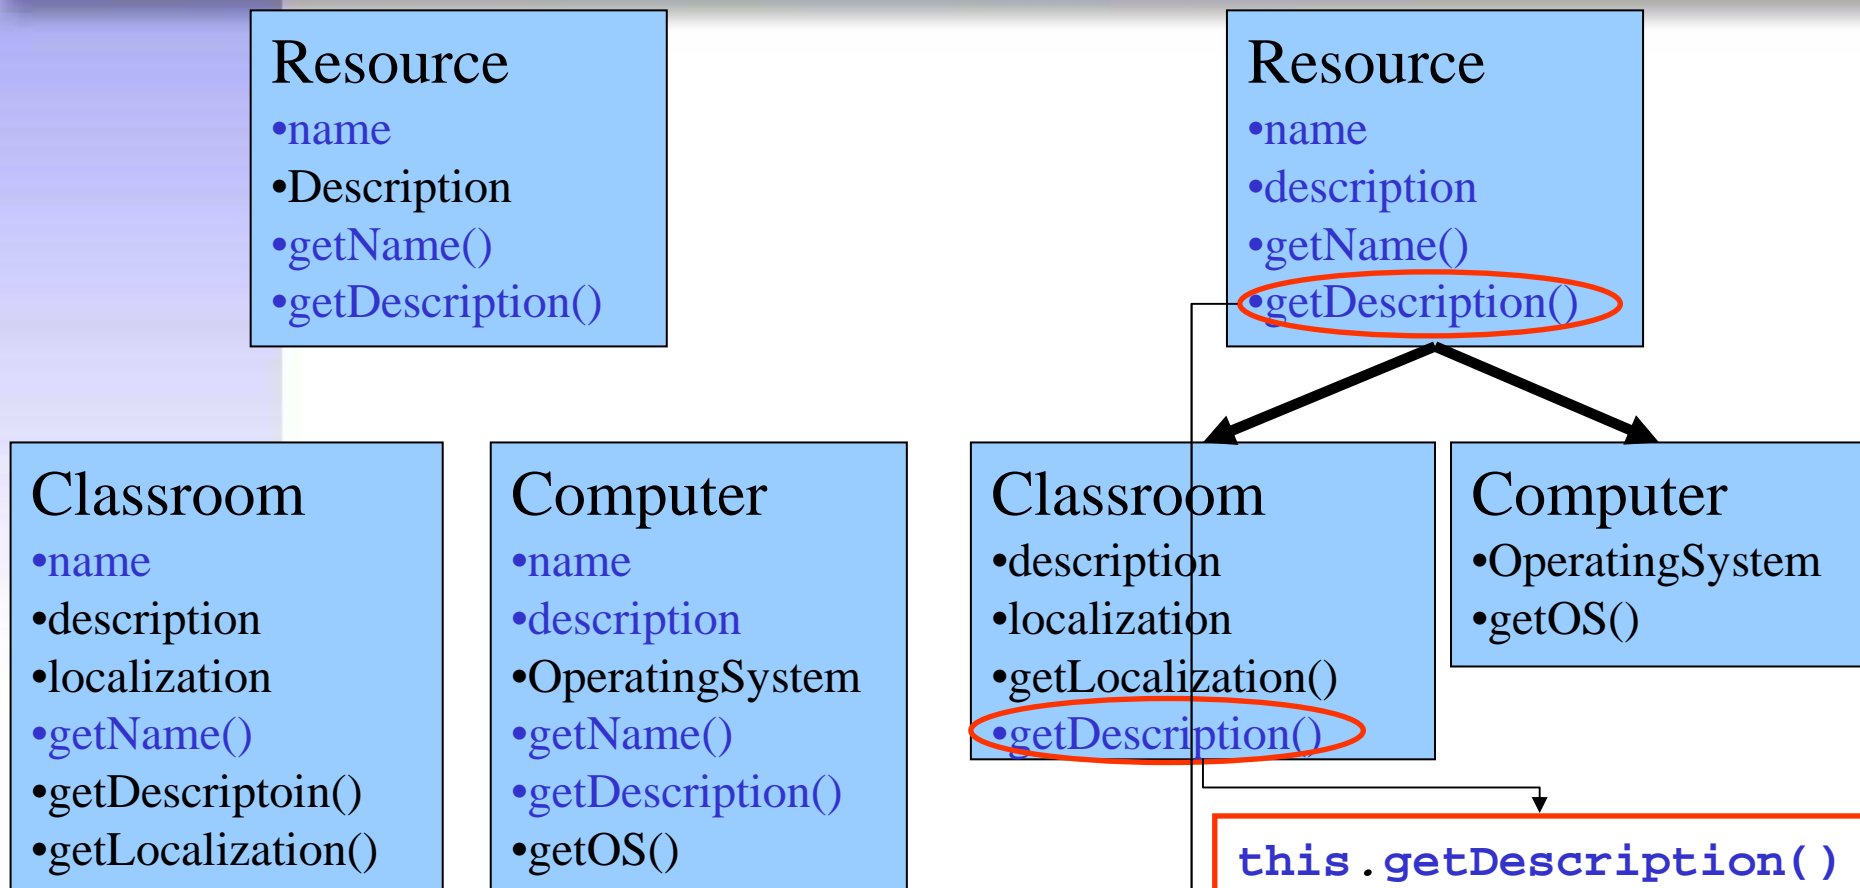 Resource
•name
•Description
•getName()
•getDescription()
Classroom
•name
•description
•localization
•getName()
•getDescriptoin()
•getLocalization()
Computer
•name
•description
•OperatingSystem
•getName()
•getDescription()
•getOS()
Resource
•name
•description
•getName()
•getDescription()
Classroom
•description
•localization
•getLocalization()
•getDescription()
Computer
•OperatingSystem
•getOS()
this.getDescription()